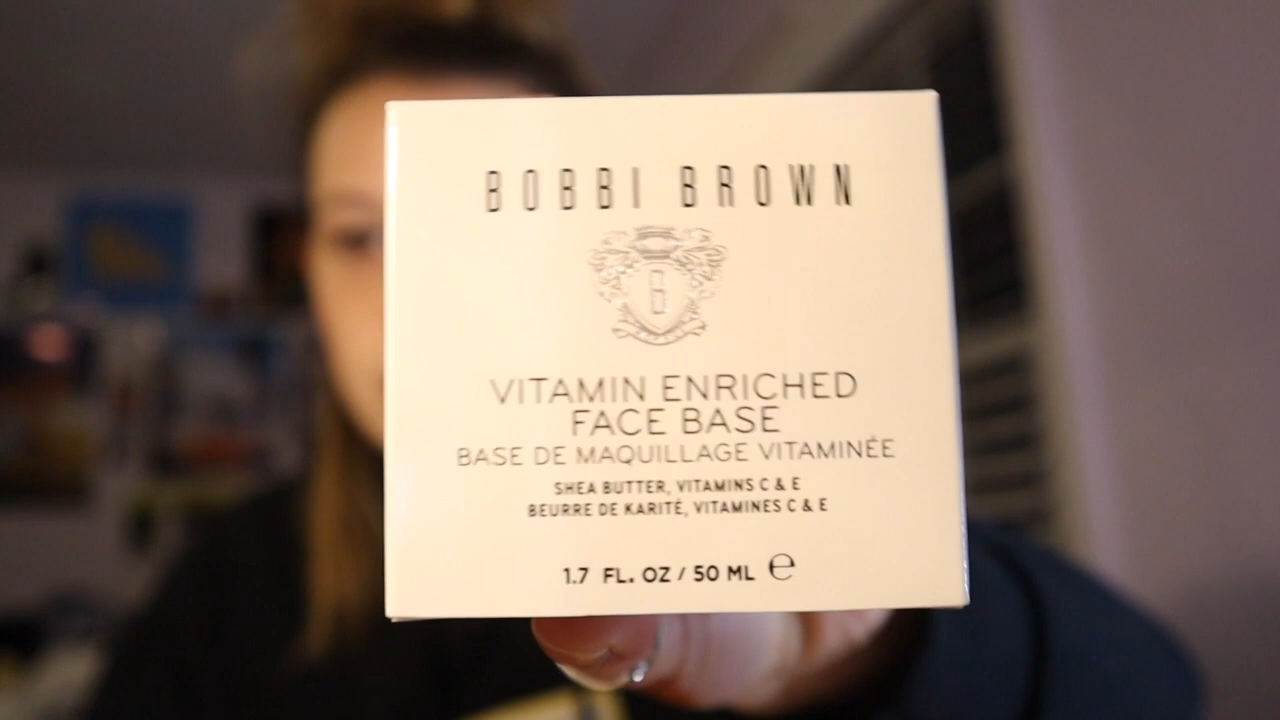 BOBBI BROWN
B
VITAMIN ENRICHED
FACE BASE
BASE DE MAQUILLAGE VITAMINÉE
SHEA BUTTER, VITAMINS C & E
BEURRE DE KARITÉ, VITAMINES C & E
1.7 FL. OZ / 50 ML ℮